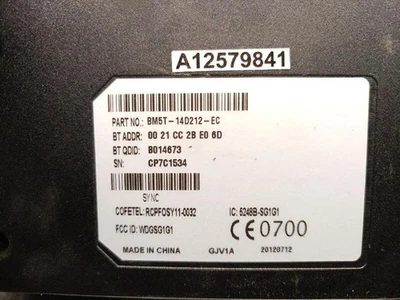 A12579841
PART NO.: BM5T-14D212-EC
BT ADDR: 00 21 CC 2B E0 6D
BT QDID: B014673
SN: CP7C1534
SYNC
COFETEL: RCPFOSY11-0032 IC: 5248B-SG1G1
FCC ID: WDGSG1G1 CE0700
MADE IN CHINA GJV1A 20120712